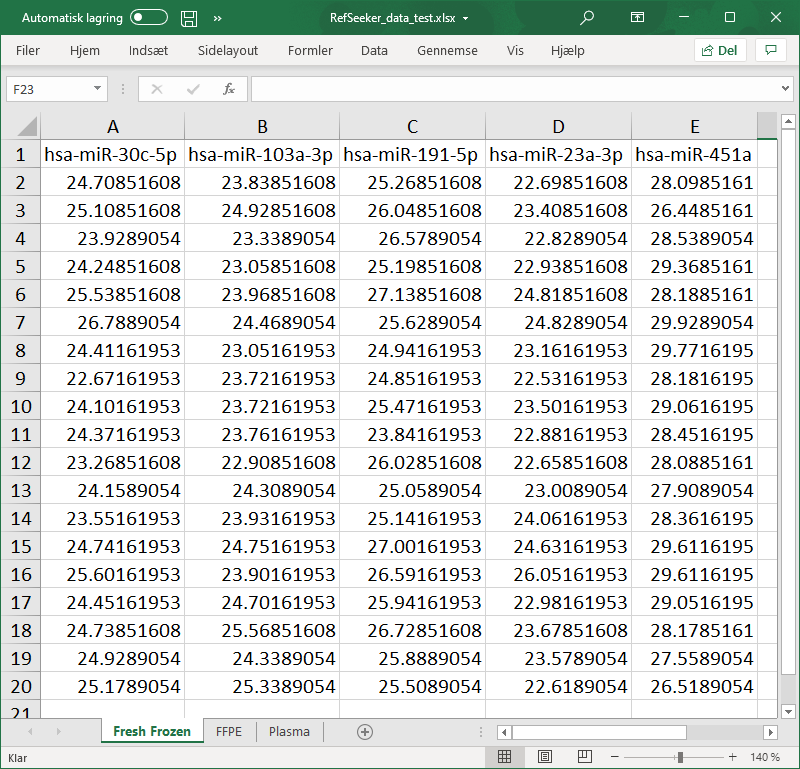 Automatisk lagring RefSeeker_data_test.xlsx
Filer Hjem Indsæt Sidelayout Formler Data Gennemse Vis Hjælp Del
F23 fx
A B C D E
1 hsa-miR-30c-5p hsa-miR-103a-3p hsa-miR-191-5p hsa-miR-23a-3p hsa-miR-451a
2 24.70851608 23.83851608 25.26851608 22.69851608 28.0985161
3 25.10851608 24.92851608 26.04851608 23.40851608 26.4485161
4 23.9289054 23.3389054 26.5789054 22.8289054 28.5389054
5 24.24851608 23.05851608 25.19851608 22.93851608 29.3685161
6 25.53851608 23.96851608 27.13851608 24.81851608 28.1885161
7 26.7889054 24.4689054 25.6289054 24.8289054 29.9289054
8 24.41161953 23.05161953 24.94161953 23.16161953 29.7716195
9 22.67161953 23.72161953 24.85161953 22.53161953 28.1816195
10 24.10161953 23.72161953 25.47161953 23.50161953 29.0616195
11 24.37161953 23.76161953 23.84161953 22.88161953 28.4516195
12 23.26851608 22.90851608 26.02851608 22.65851608 28.0885161
13 24.1589054 24.3089054 25.0589054 23.0089054 27.9089054
14 23.55161953 23.93161953 25.14161953 24.06161953 28.3616195
15 24.74161953 24.75161953 27.00161953 24.63161953 29.6116195
16 25.60161953 23.90161953 26.59161953 26.05161953 29.6116195
17 24.45161953 24.70161953 25.94161953 22.98161953 29.0516195
18 24.73851608 25.56851608 26.72851608 23.67851608 28.1785161
19 24.9289054 24.3389054 25.8889054 23.5789054 27.5589054
20 25.1789054 25.3389054 25.5089054 22.6189054 26.5189054
21
Fresh Frozen FFPE Plasma
Klar 140 %